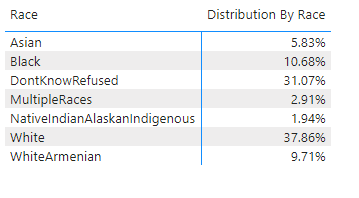 Race Distribution By Race
Asian 5.83%
Black 10.68%
DontKnowRefused 31.07%
MultipleRaces 2.91%
NativeIndianAlaskanIndigenous 1.94%
White 37.86%
WhiteArmenian 9.71%